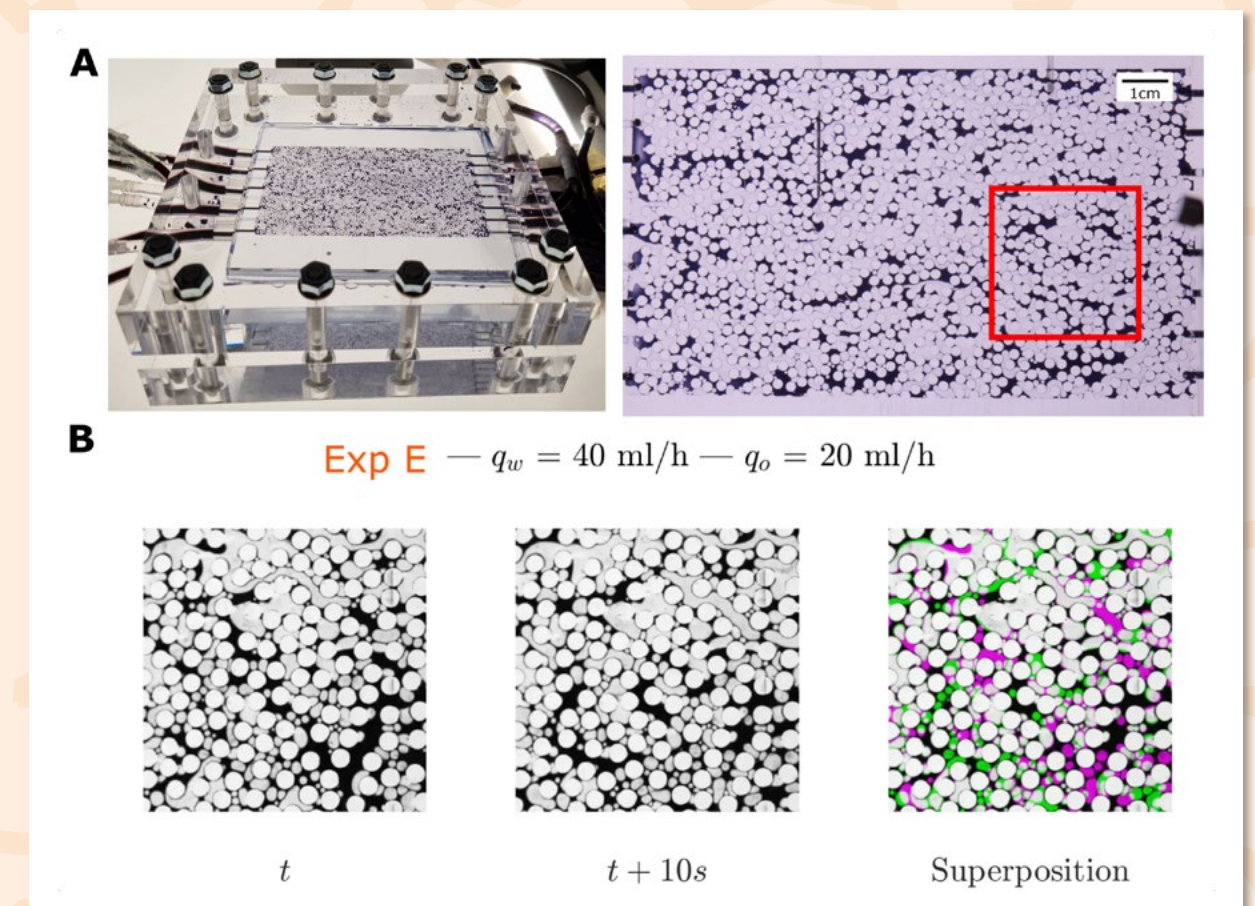 A
1cm
B
Exp E — q_w = 40 ml/h — q_o = 20 ml/h
t
t + 10s
Superposition